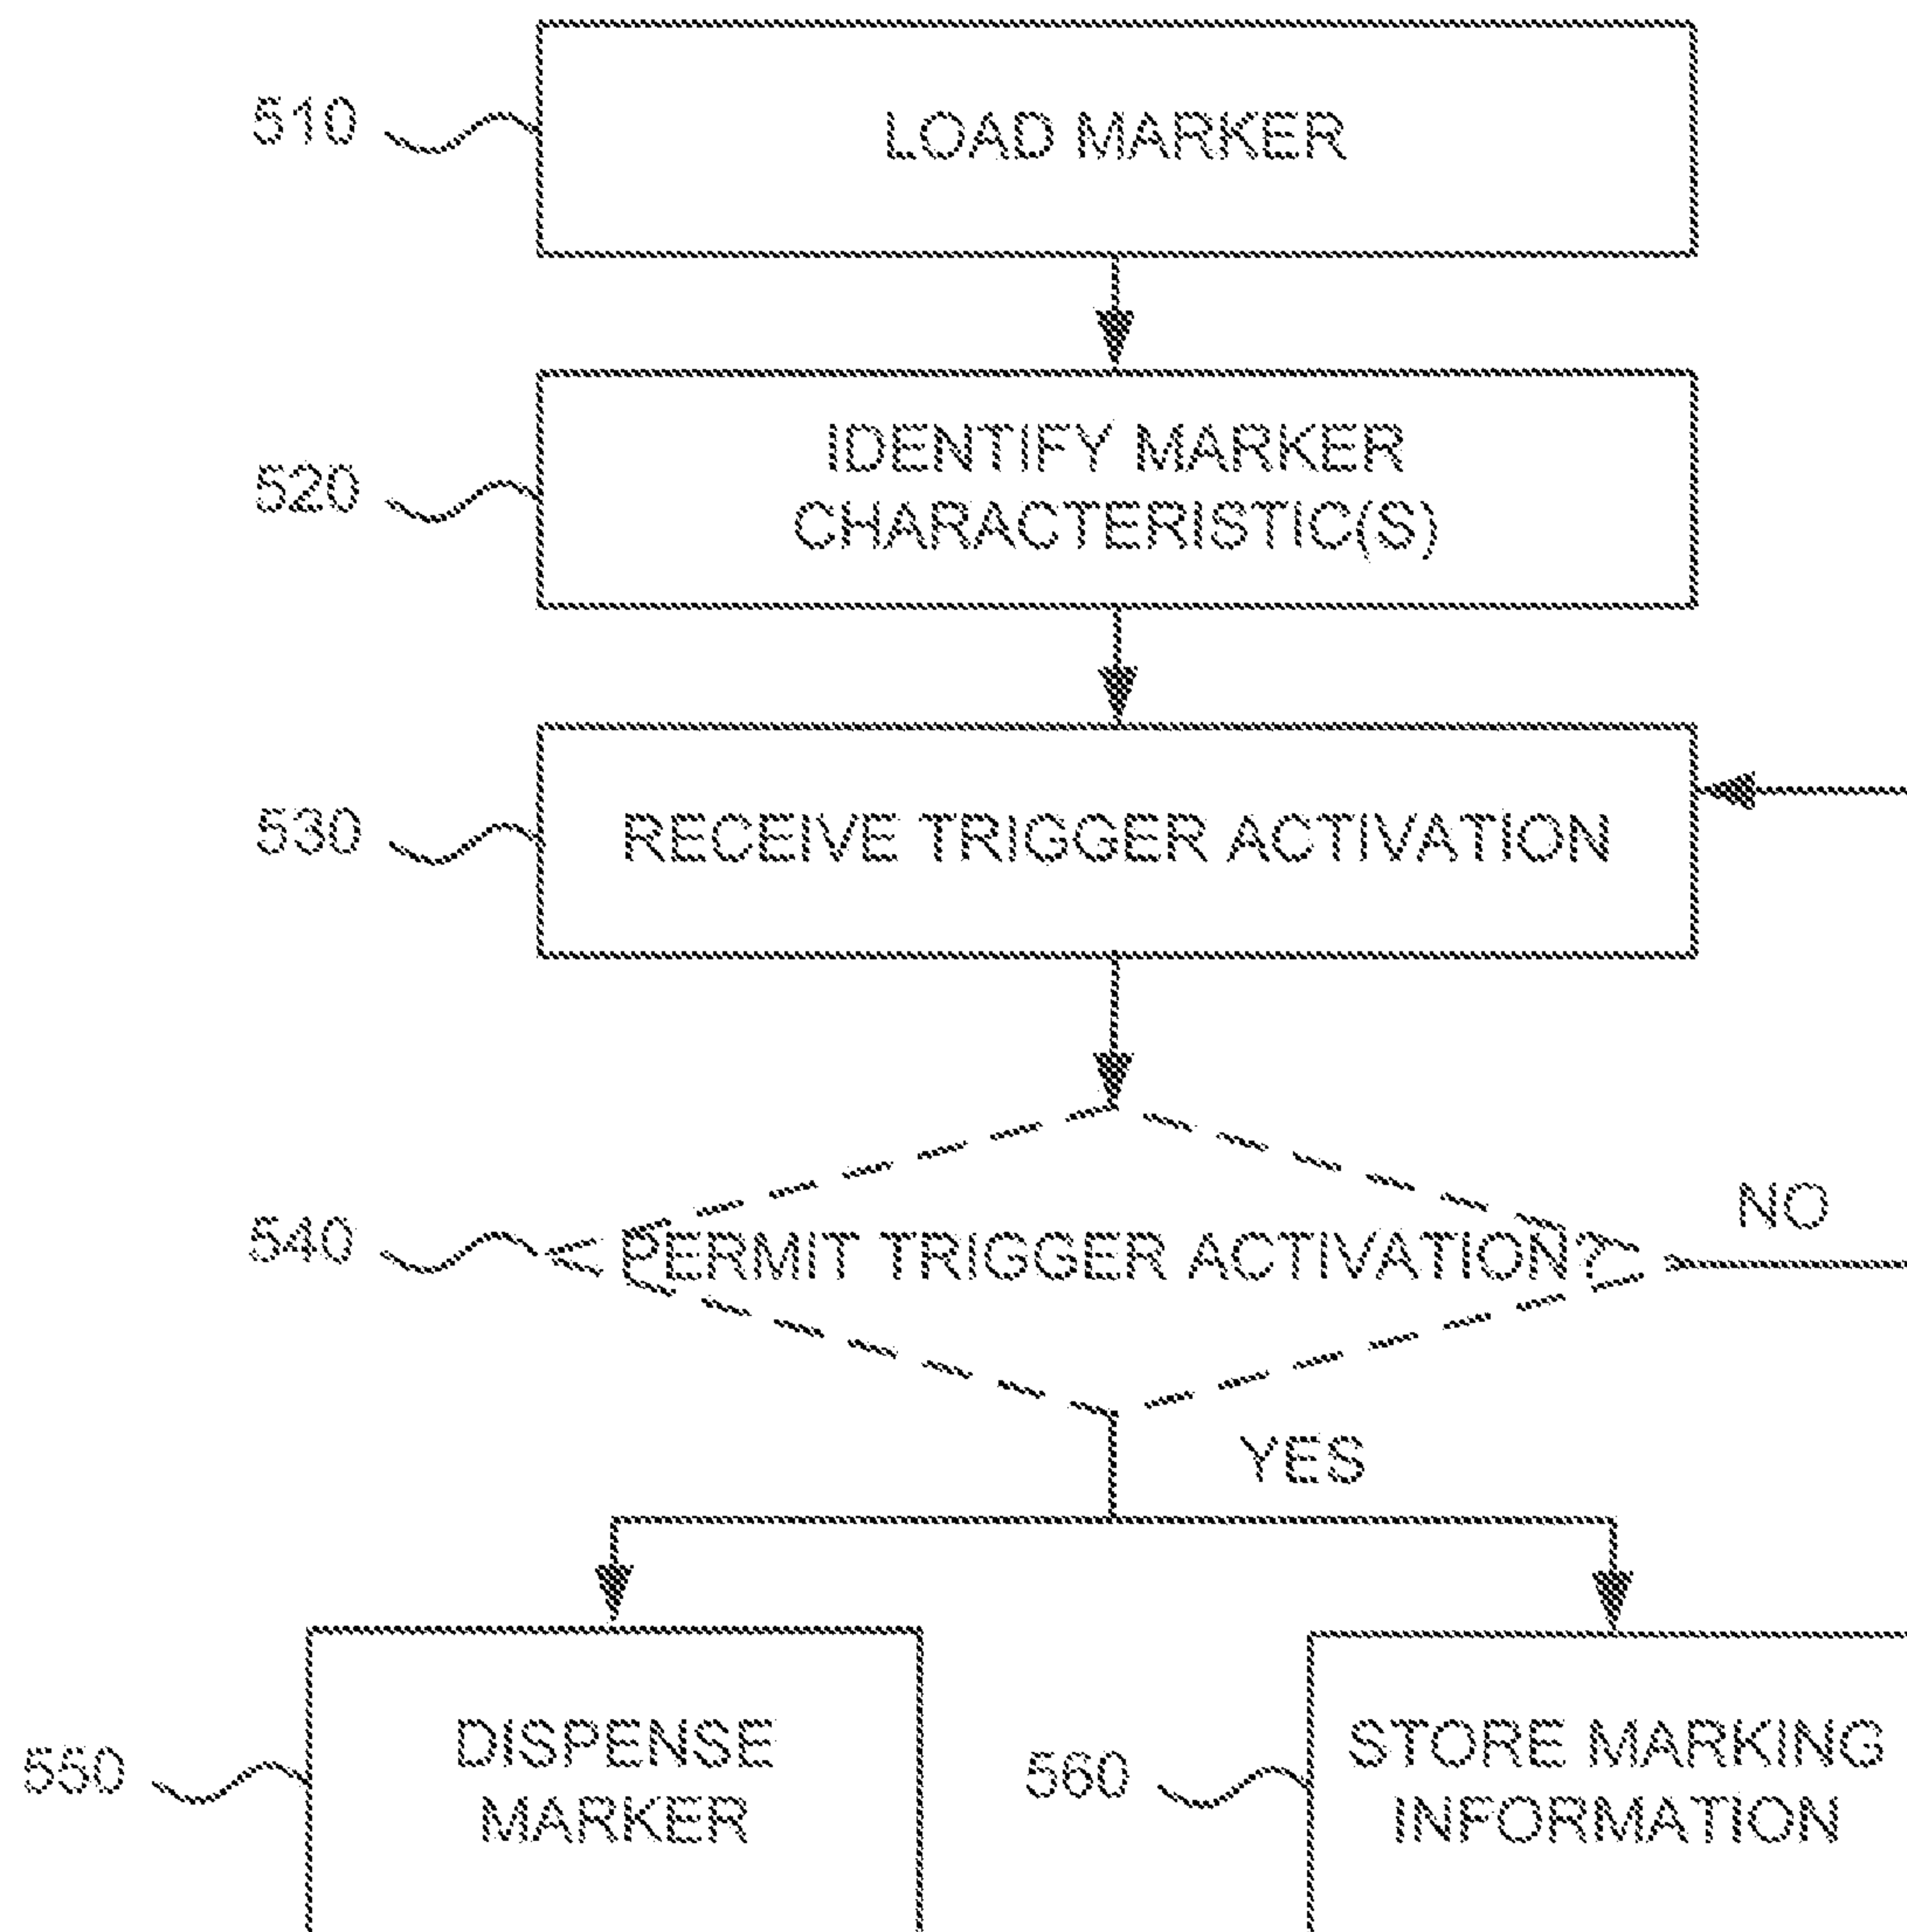 510
LOAD MARKER
520
IDENTIFY MARKER
CHARACTERISTIC(S)
530
RECEIVE TRIGGER ACTIVATION
540
PERMIT TRIGGER ACTIVATION?
NO
YES
550
DISPENSE
MARKER
560
STORE MARKING
INFORMATION